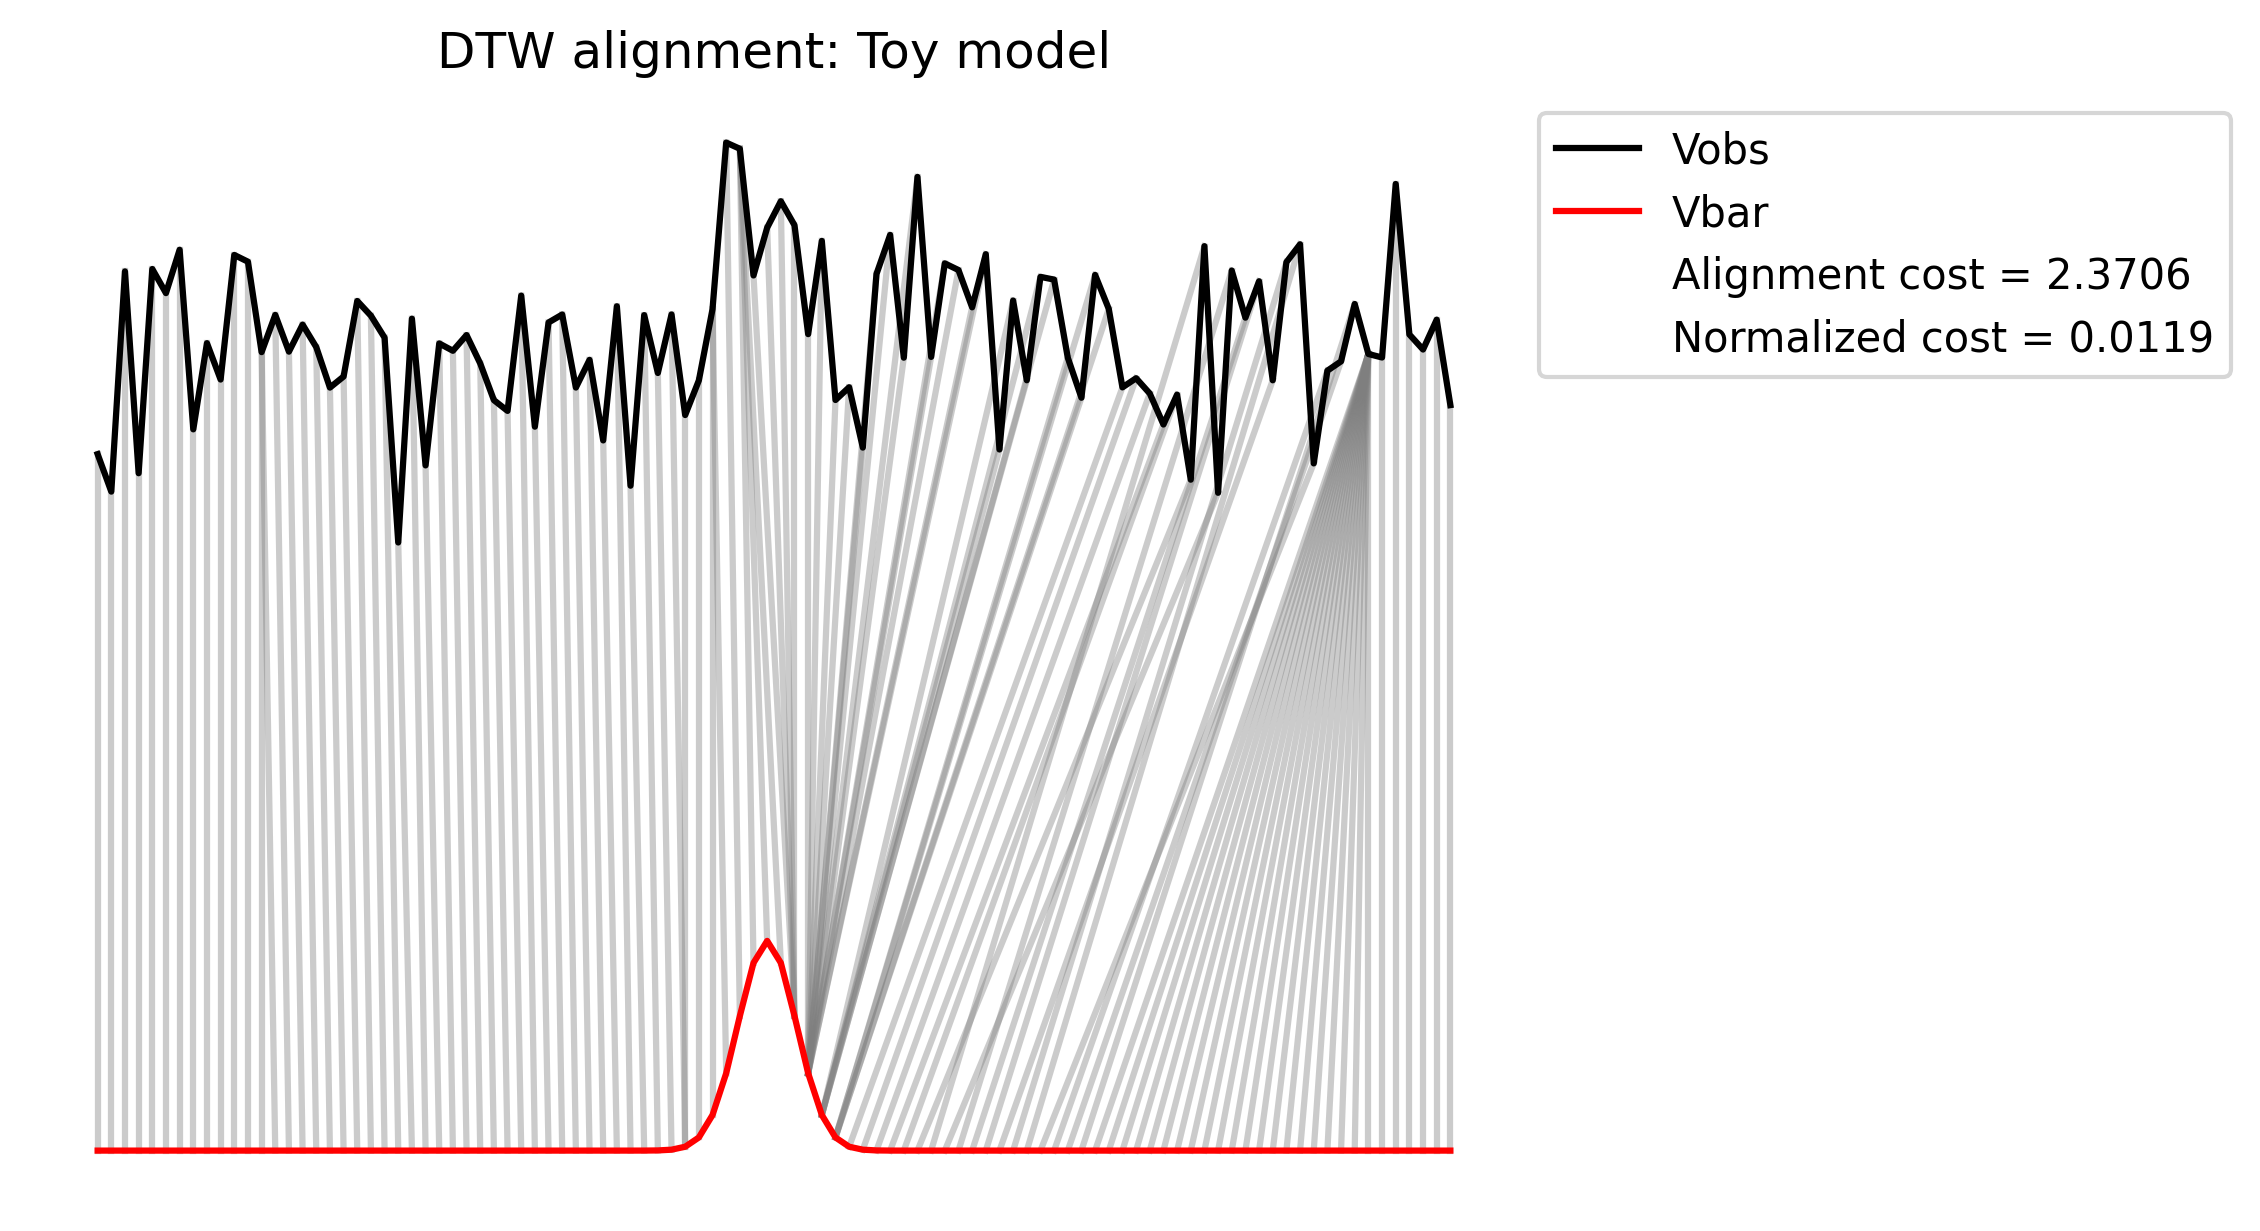 DTW alignment: Toy model
Vobs
Vbar
Alignment cost = 2.3706
Normalized cost = 0.0119